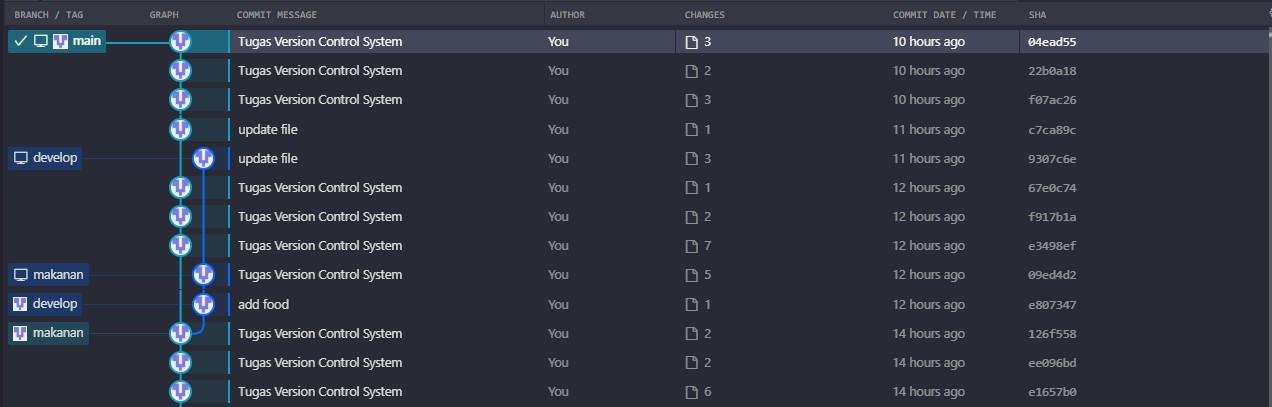 BRANCH / TAG GRAPH COMMIT MESSAGE AUTHOR CHANGES COMMIT DATE / TIME SHA
main Tugas Version Control System You 3 10 hours ago 04ead55
Tugas Version Control System You 2 10 hours ago 22b0a18
Tugas Version Control System You 3 10 hours ago f07ac26
update file You 1 11 hours ago c7ca89c
develop update file You 3 11 hours ago 9307c6e
Tugas Version Control System You 1 12 hours ago 67e0c74
Tugas Version Control System You 2 12 hours ago f917b1a
Tugas Version Control System You 7 12 hours ago e3498ef
makanan Tugas Version Control System You 5 12 hours ago 09ed4d2
develop add food You 1 12 hours ago e807347
makanan Tugas Version Control System You 2 14 hours ago 126f558
Tugas Version Control System You 2 14 hours ago ee096bd
Tugas Version Control System You 6 14 hours ago e1657b0